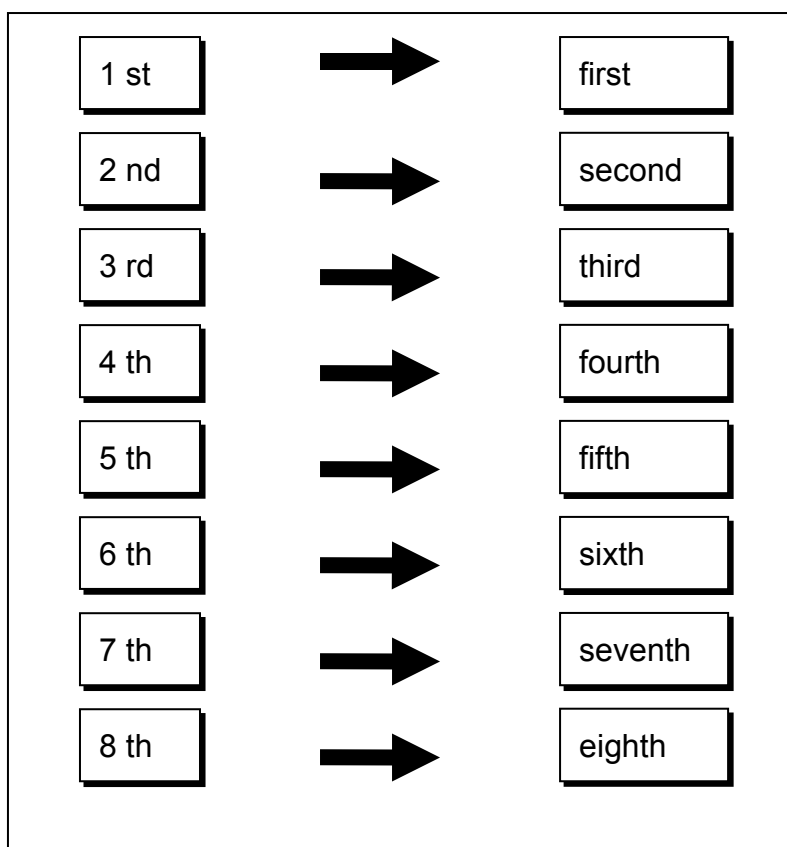 1 st first
2 nd second
3 rd third
4 th fourth
5 th fifth
6 th sixth
7 th seventh
8 th eighth